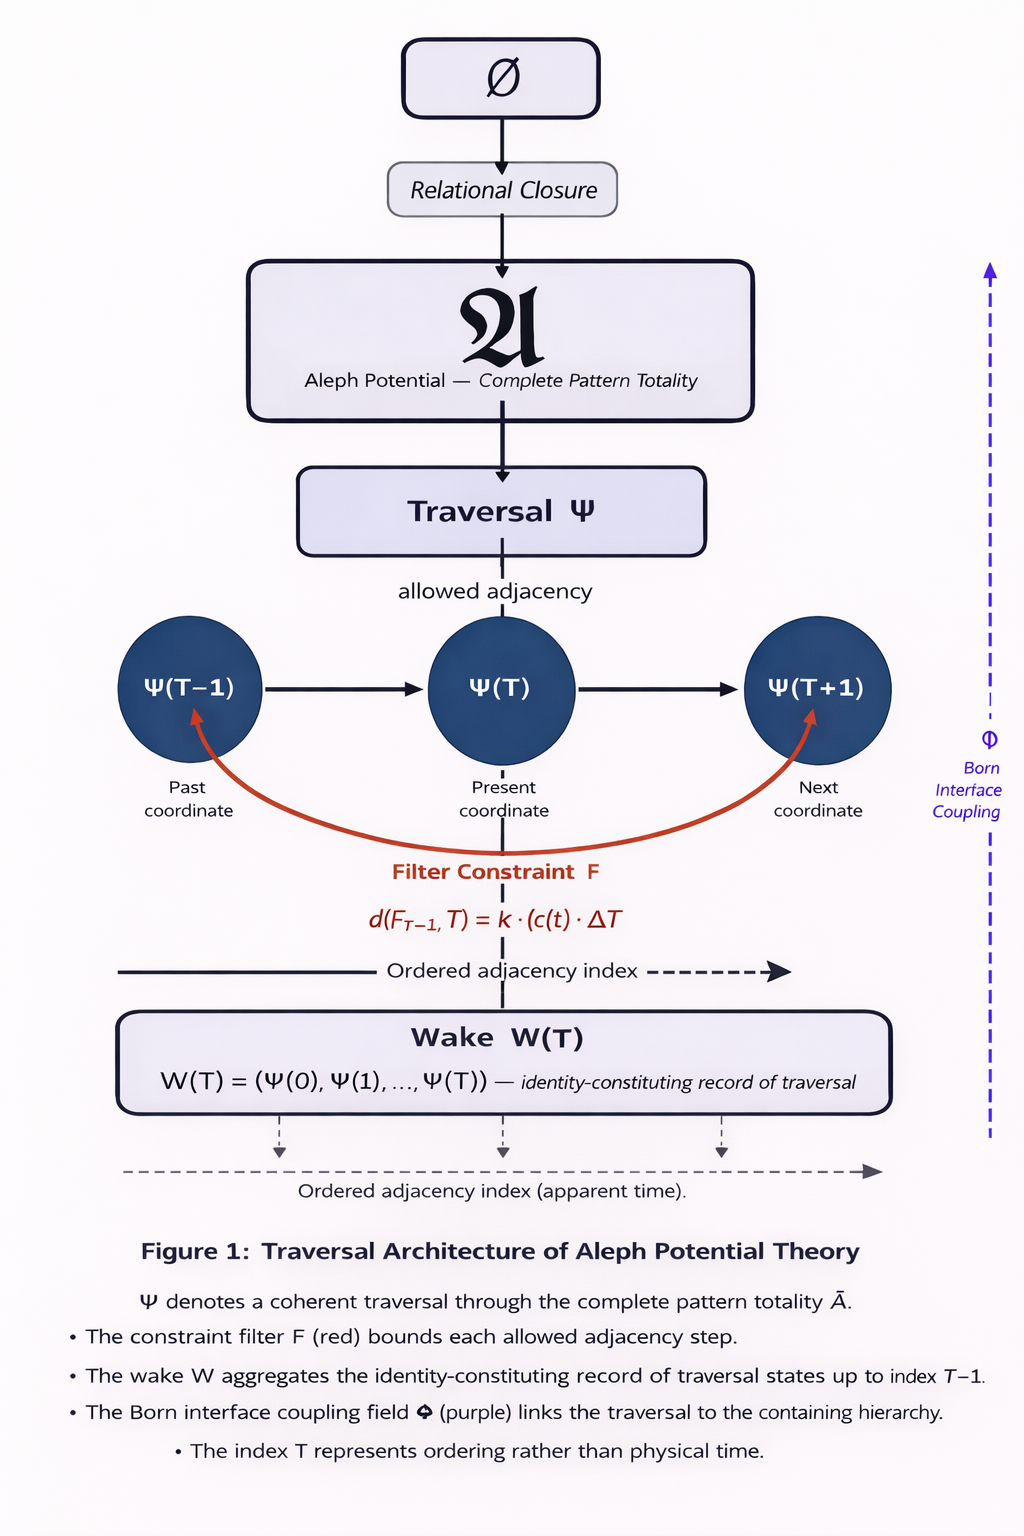 Ø
Relational Closure
𝔄
Aleph Potential — Complete Pattern Totality
Traversal Ψ
allowed adjacency
Ψ(T−1)
Ψ(T)
Ψ(T+1)
Past
coordinate
Present
coordinate
Next
coordinate
Φ
Born
Interface
Coupling
Filter Constraint F
d(F_{T−1}, T) = k · (c(t) · ΔT
Ordered adjacency index
Wake W(T)
W(T) = (Ψ(0), Ψ(1), ..., Ψ(T)) — identity-constituting record of traversal
Ordered adjacency index (apparent time).
Figure 1: Traversal Architecture of Aleph Potential Theory
Ψ denotes a coherent traversal through the complete pattern totality Ā.
• The constraint filter F (red) bounds each allowed adjacency step.
• The wake W aggregates the identity-constituting record of traversal states up to index T−1.
• The Born interface coupling field (purple) links the traversal to the containing hierarchy.
• The index T represents ordering rather than physical time.